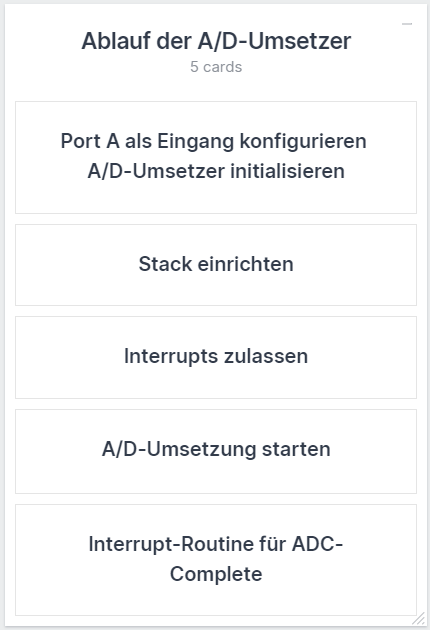 Ablauf der A/D-Umsetzer
5 cards
Port A als Eingang konfigurieren
A/D-Umsetzer initialisieren
Stack einrichten
Interrupts zulassen
A/D-Umsetzung starten
Interrupt-Routine für ADC-
Complete